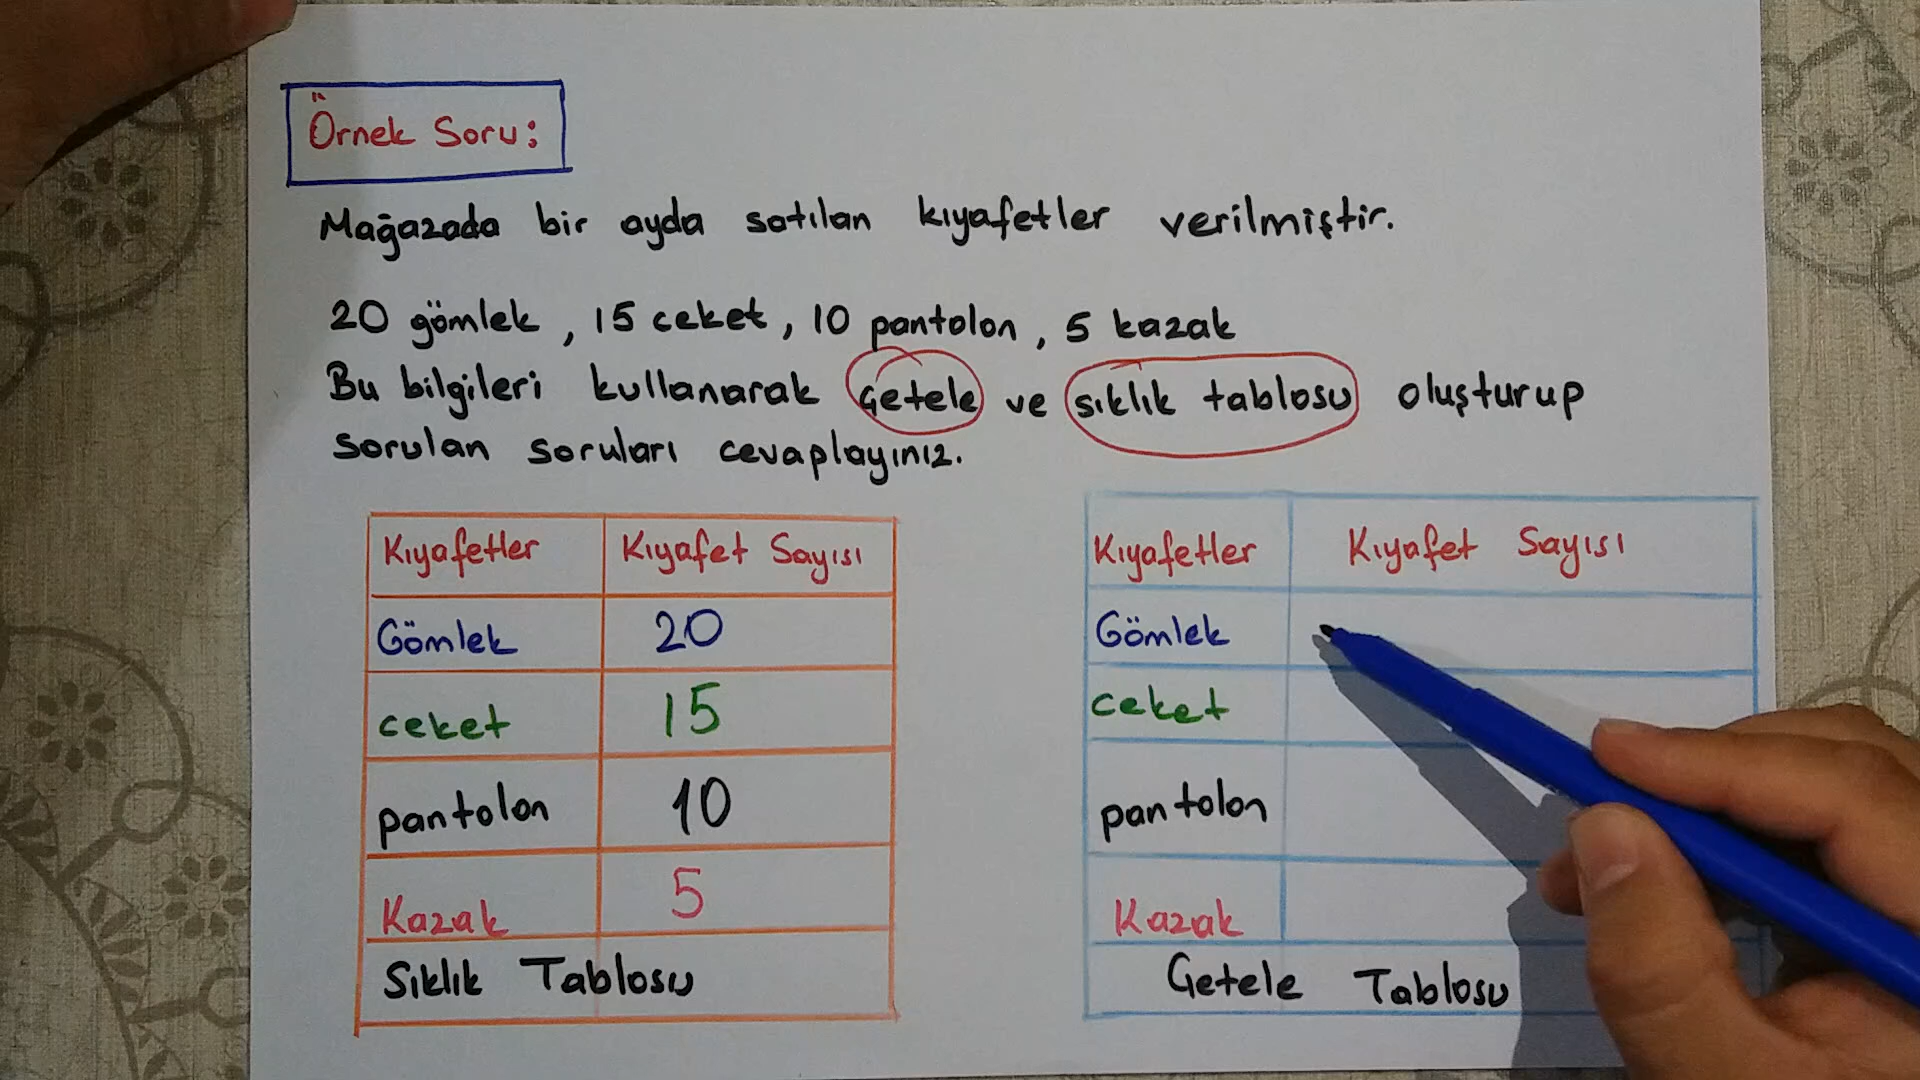 Örnek Soru:
Mağazada bir ayda satılan kıyafetler verilmiştir.
20 gömlek, 15 ceket, 10 pantolon, 5 kazak
Bu bilgileri kullanarak çetele ve sıklık tablosu oluşturup
sorulan soruları cevaplayınız.
Kıyafetler Kıyafet Sayısı
Gömlek 20
ceket 15
pantolon 10
Kazak 5
Sıklık Tablosu
Kıyafetler Kıyafet Sayısı
Gömlek
ceket
pantolon
Kazak
Çetele Tablosu